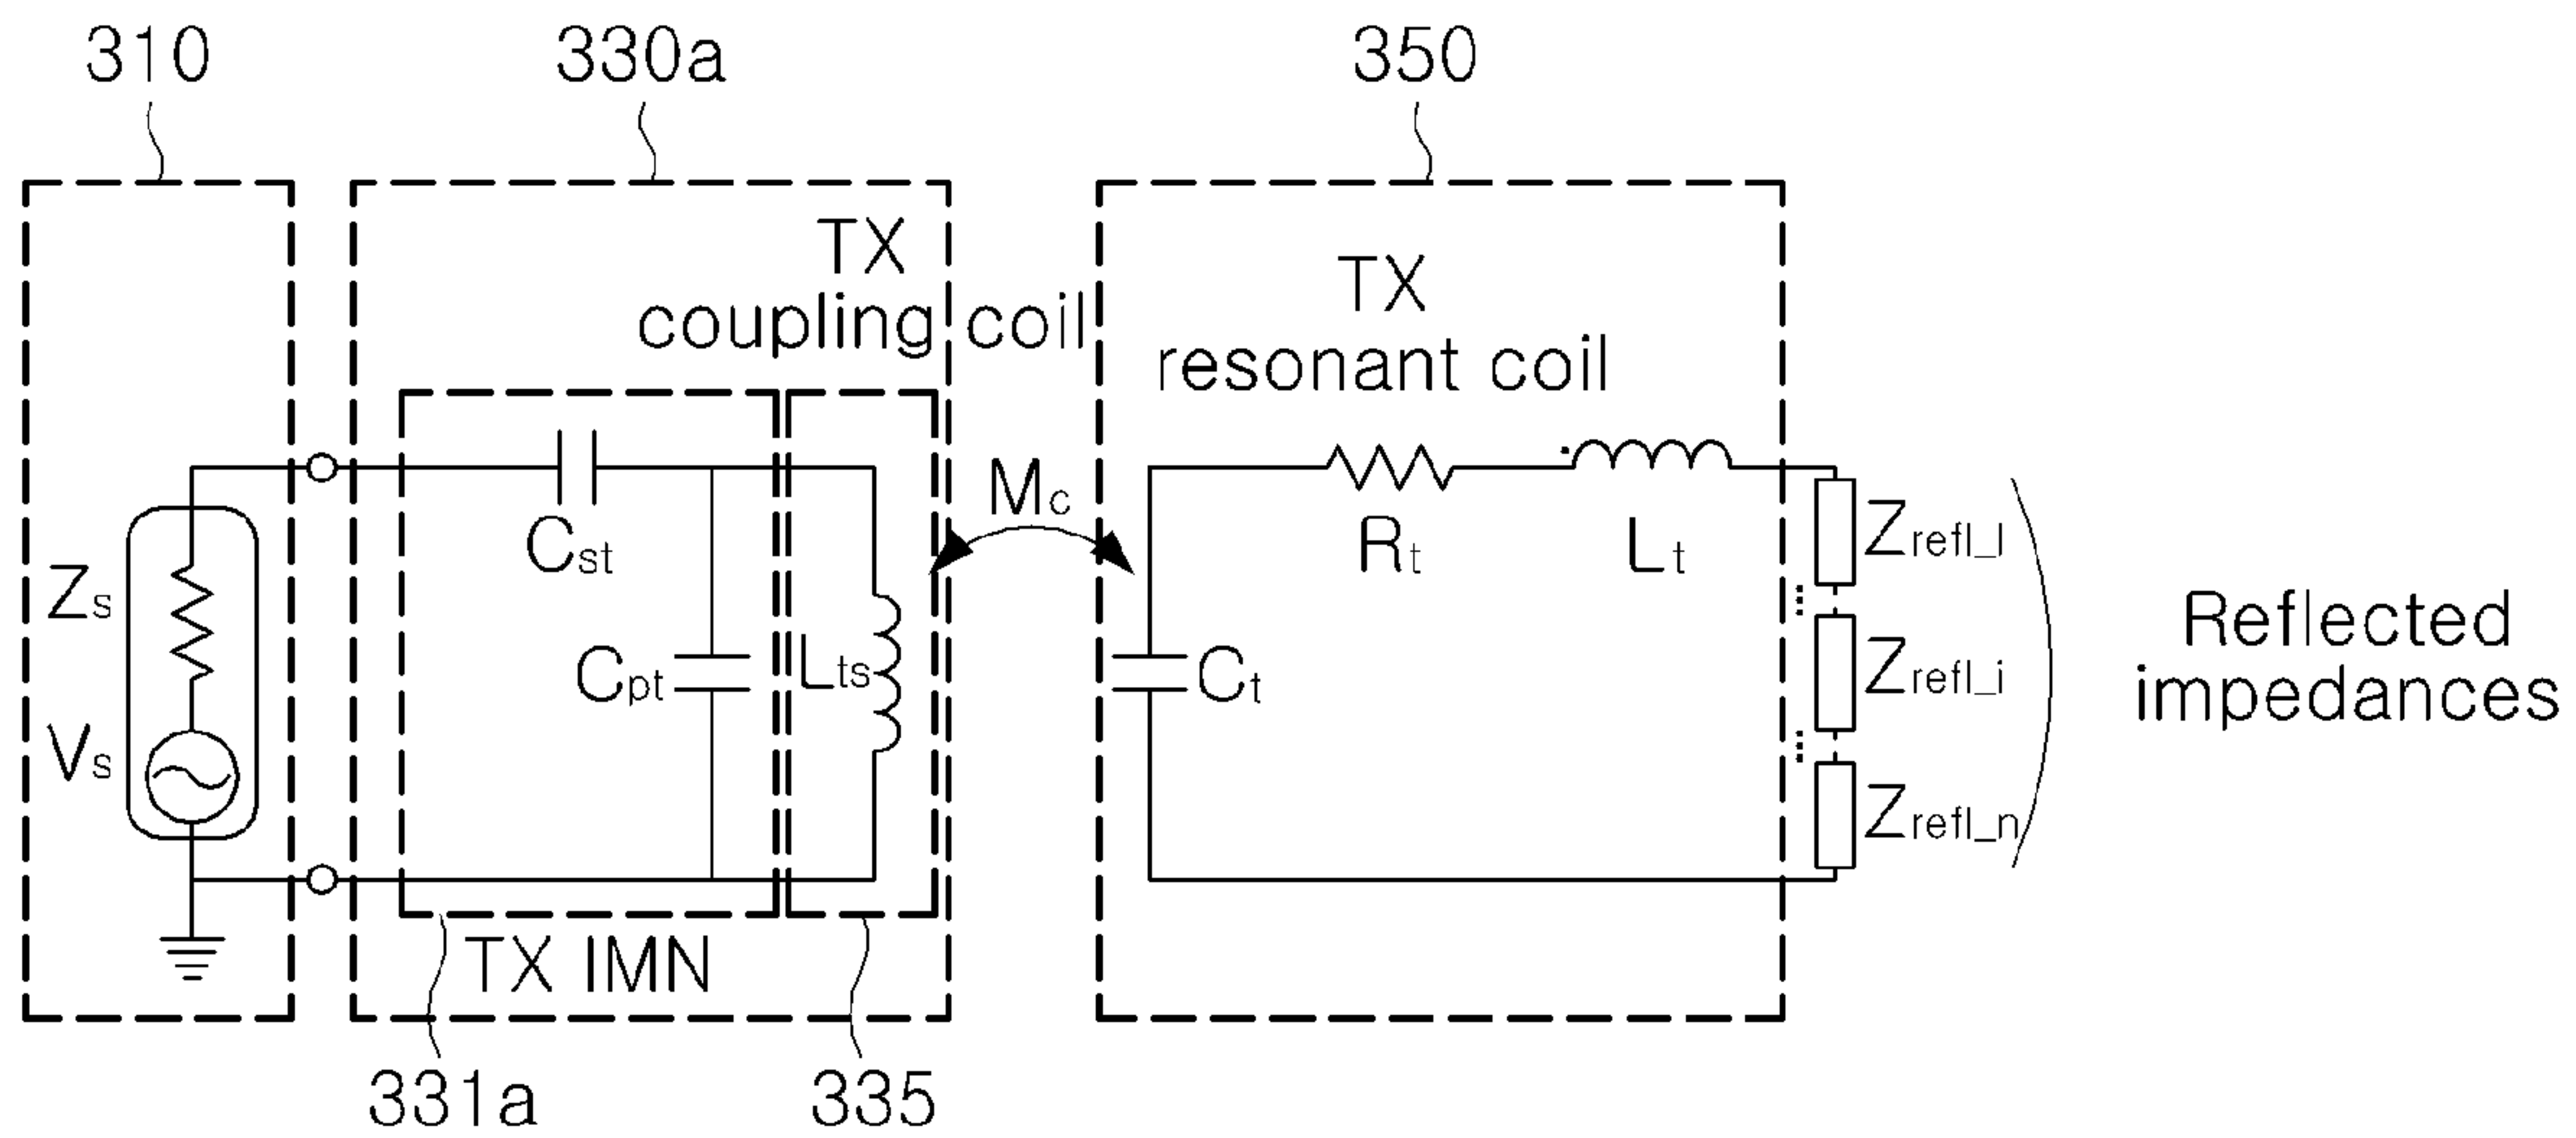 310
330a
350
TX
coupling coil
TX
resonant coil
Zs
Vs
Cst
Cpt
Lts
Mc
Ct
Rt
Lt
Zrefl_l
...
Zrefl_i
...
Zrefl_n
Reflected
impedances
TX IMN
331a
335